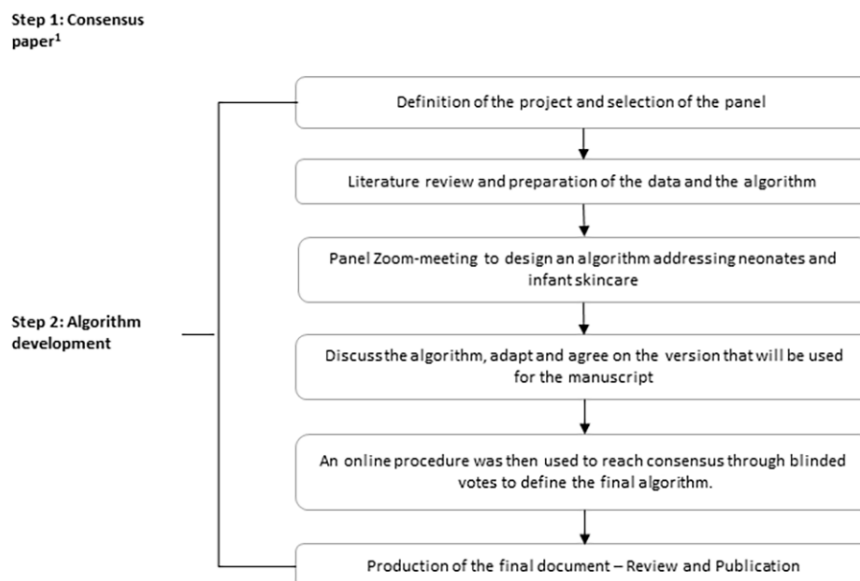 Step 1: Consensus
paper¹
Definition of the project and selection of the panel
Literature review and preparation of the data and the algorithm
Panel Zoom-meeting to design an algorithm addressing neonates and
infant skincare
Step 2: Algorithm
development
Discuss the algorithm, adapt and agree on the version that will be used
for the manuscript
An online procedure was then used to reach consensus through blinded
votes to define the final algorithm.
Production of the final document – Review and Publication